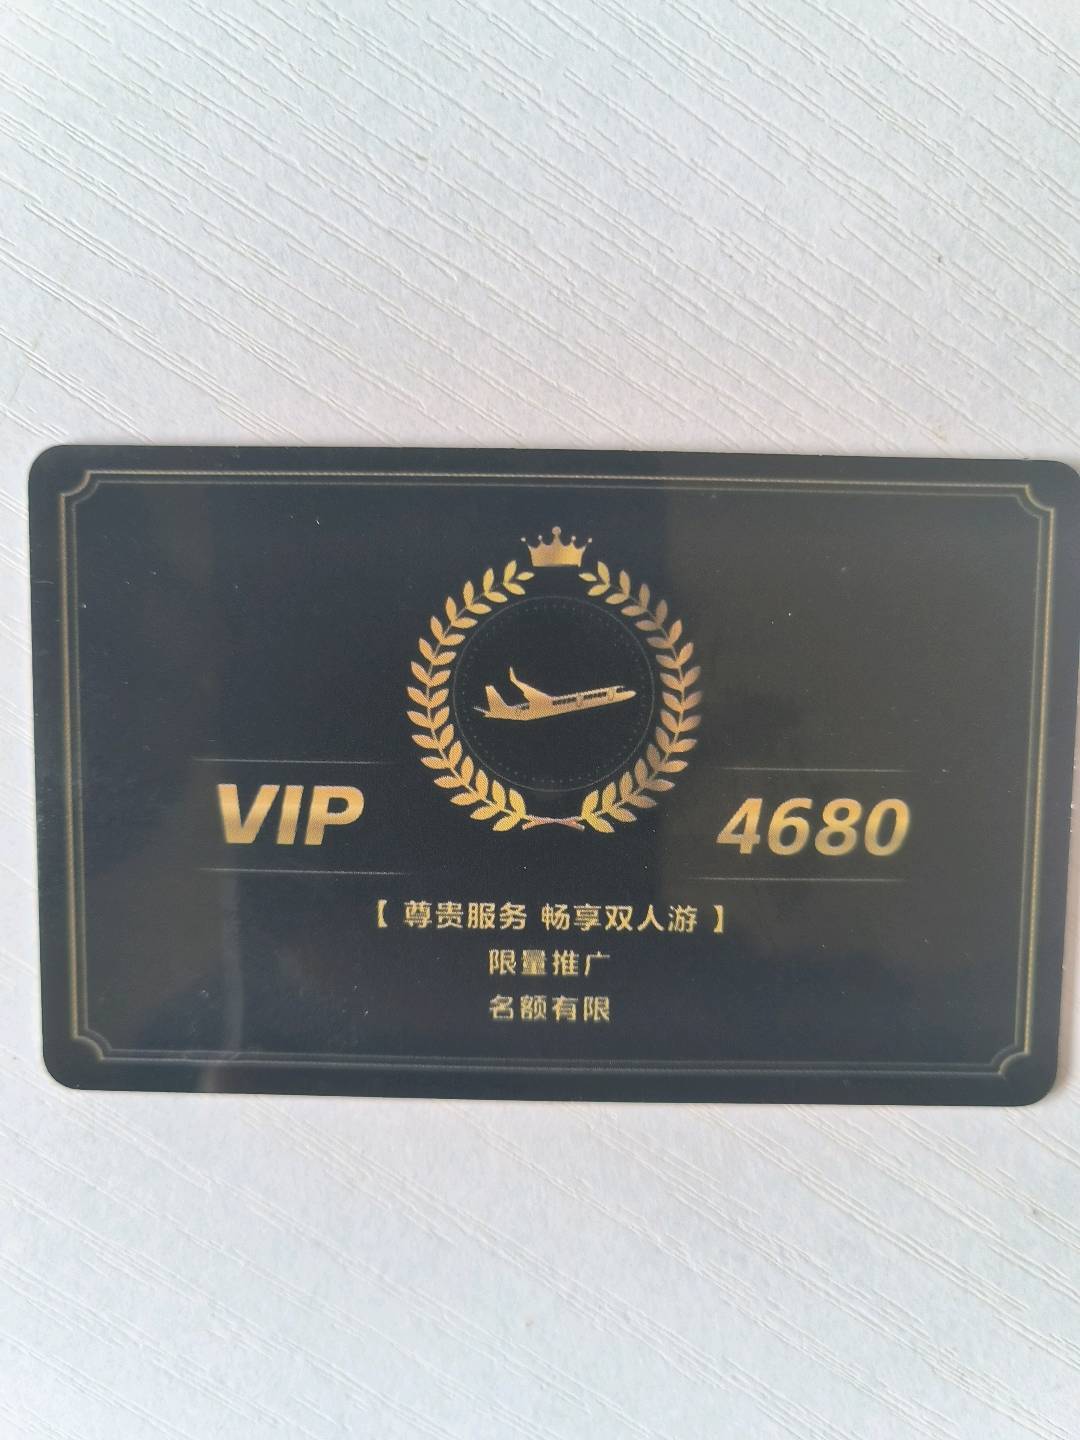 VIP
4680
【 尊贵服务 畅享双人游 】
限量推广
名额有限